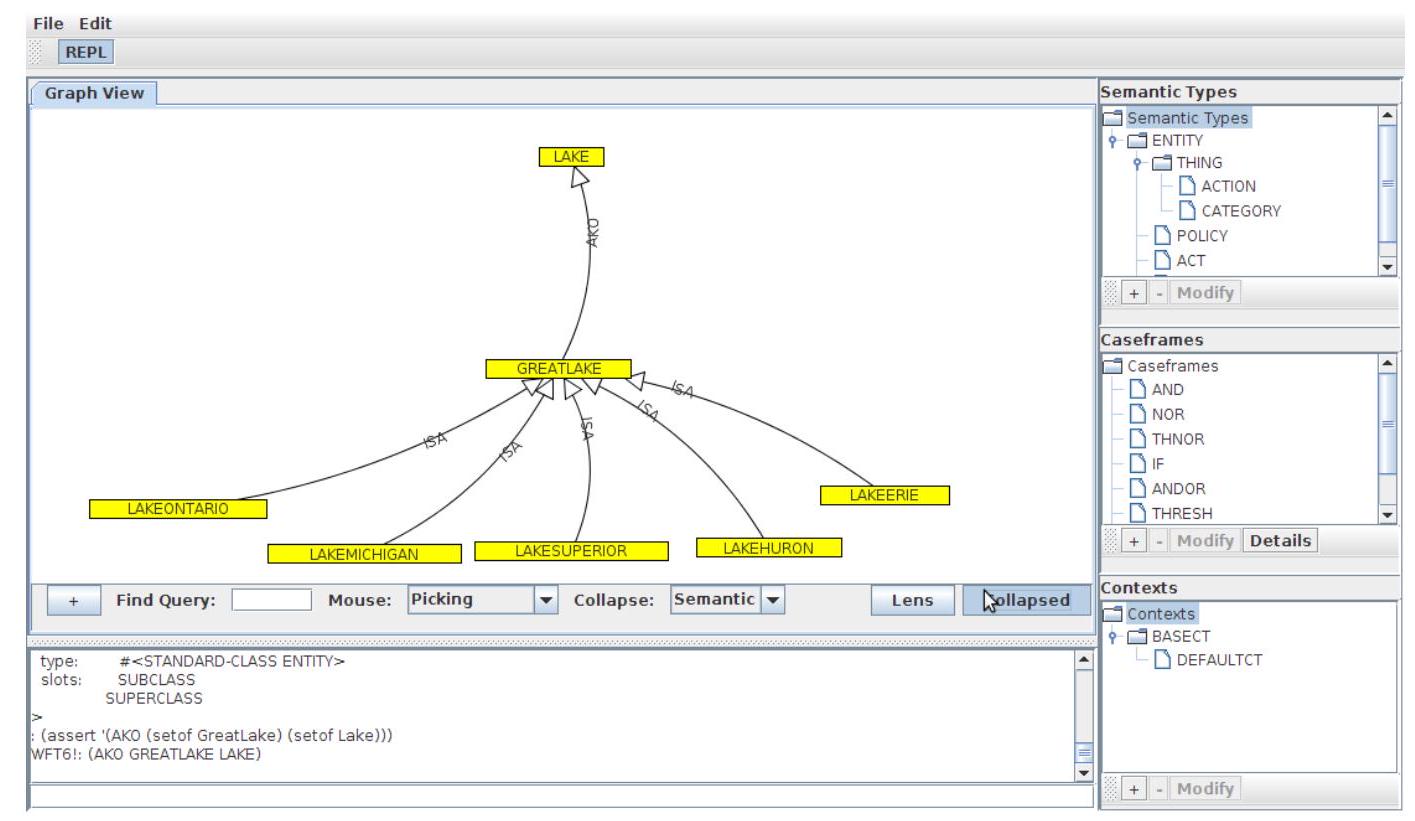 File Edit
REPL
Graph View
LAKE
AKO
GREATLAKE
ISA
ISA
ISA
ISA
ISA
LAKEONTARIO
LAKEMICHIGAN
LAKESUPERIOR
LAKEHURON
LAKEERIE
+ Find Query: Mouse: Picking Collapse: Semantic Lens Collapsed
type: #<STANDARD-CLASS ENTITY>
slots: SUBCLASS
SUPERCLASS
>
: (assert '(AKO (setof GreatLake) (setof Lake)))
WFT6!: (AKO GREATLAKE LAKE)
Semantic Types
Semantic Types
ENTITY
THING
ACTION
CATEGORY
POLICY
ACT
+ - Modify
Caseframes
Caseframes
AND
NOR
THNOR
IF
ANDOR
THRESH
+ - Modify Details
Contexts
Contexts
BASECT
DEFAULTCT
+ - Modify